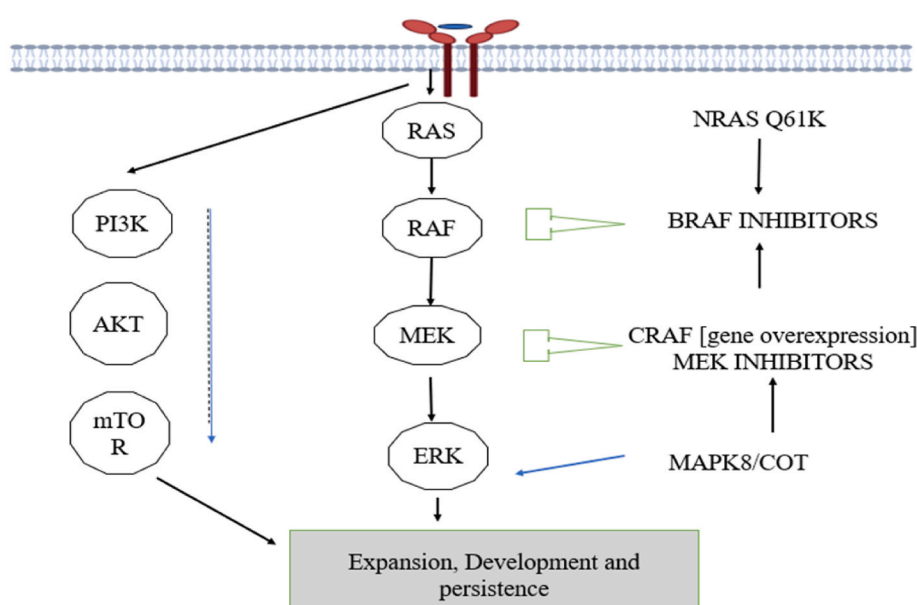 RAS
NRAS Q61K
PI3K
RAF
BRAF INHIBITORS
AKT
MEK
CRAF [gene overexpression]
MEK INHIBITORS
mTO
R
ERK
MAPK8/COT
Expansion, Development and
persistence